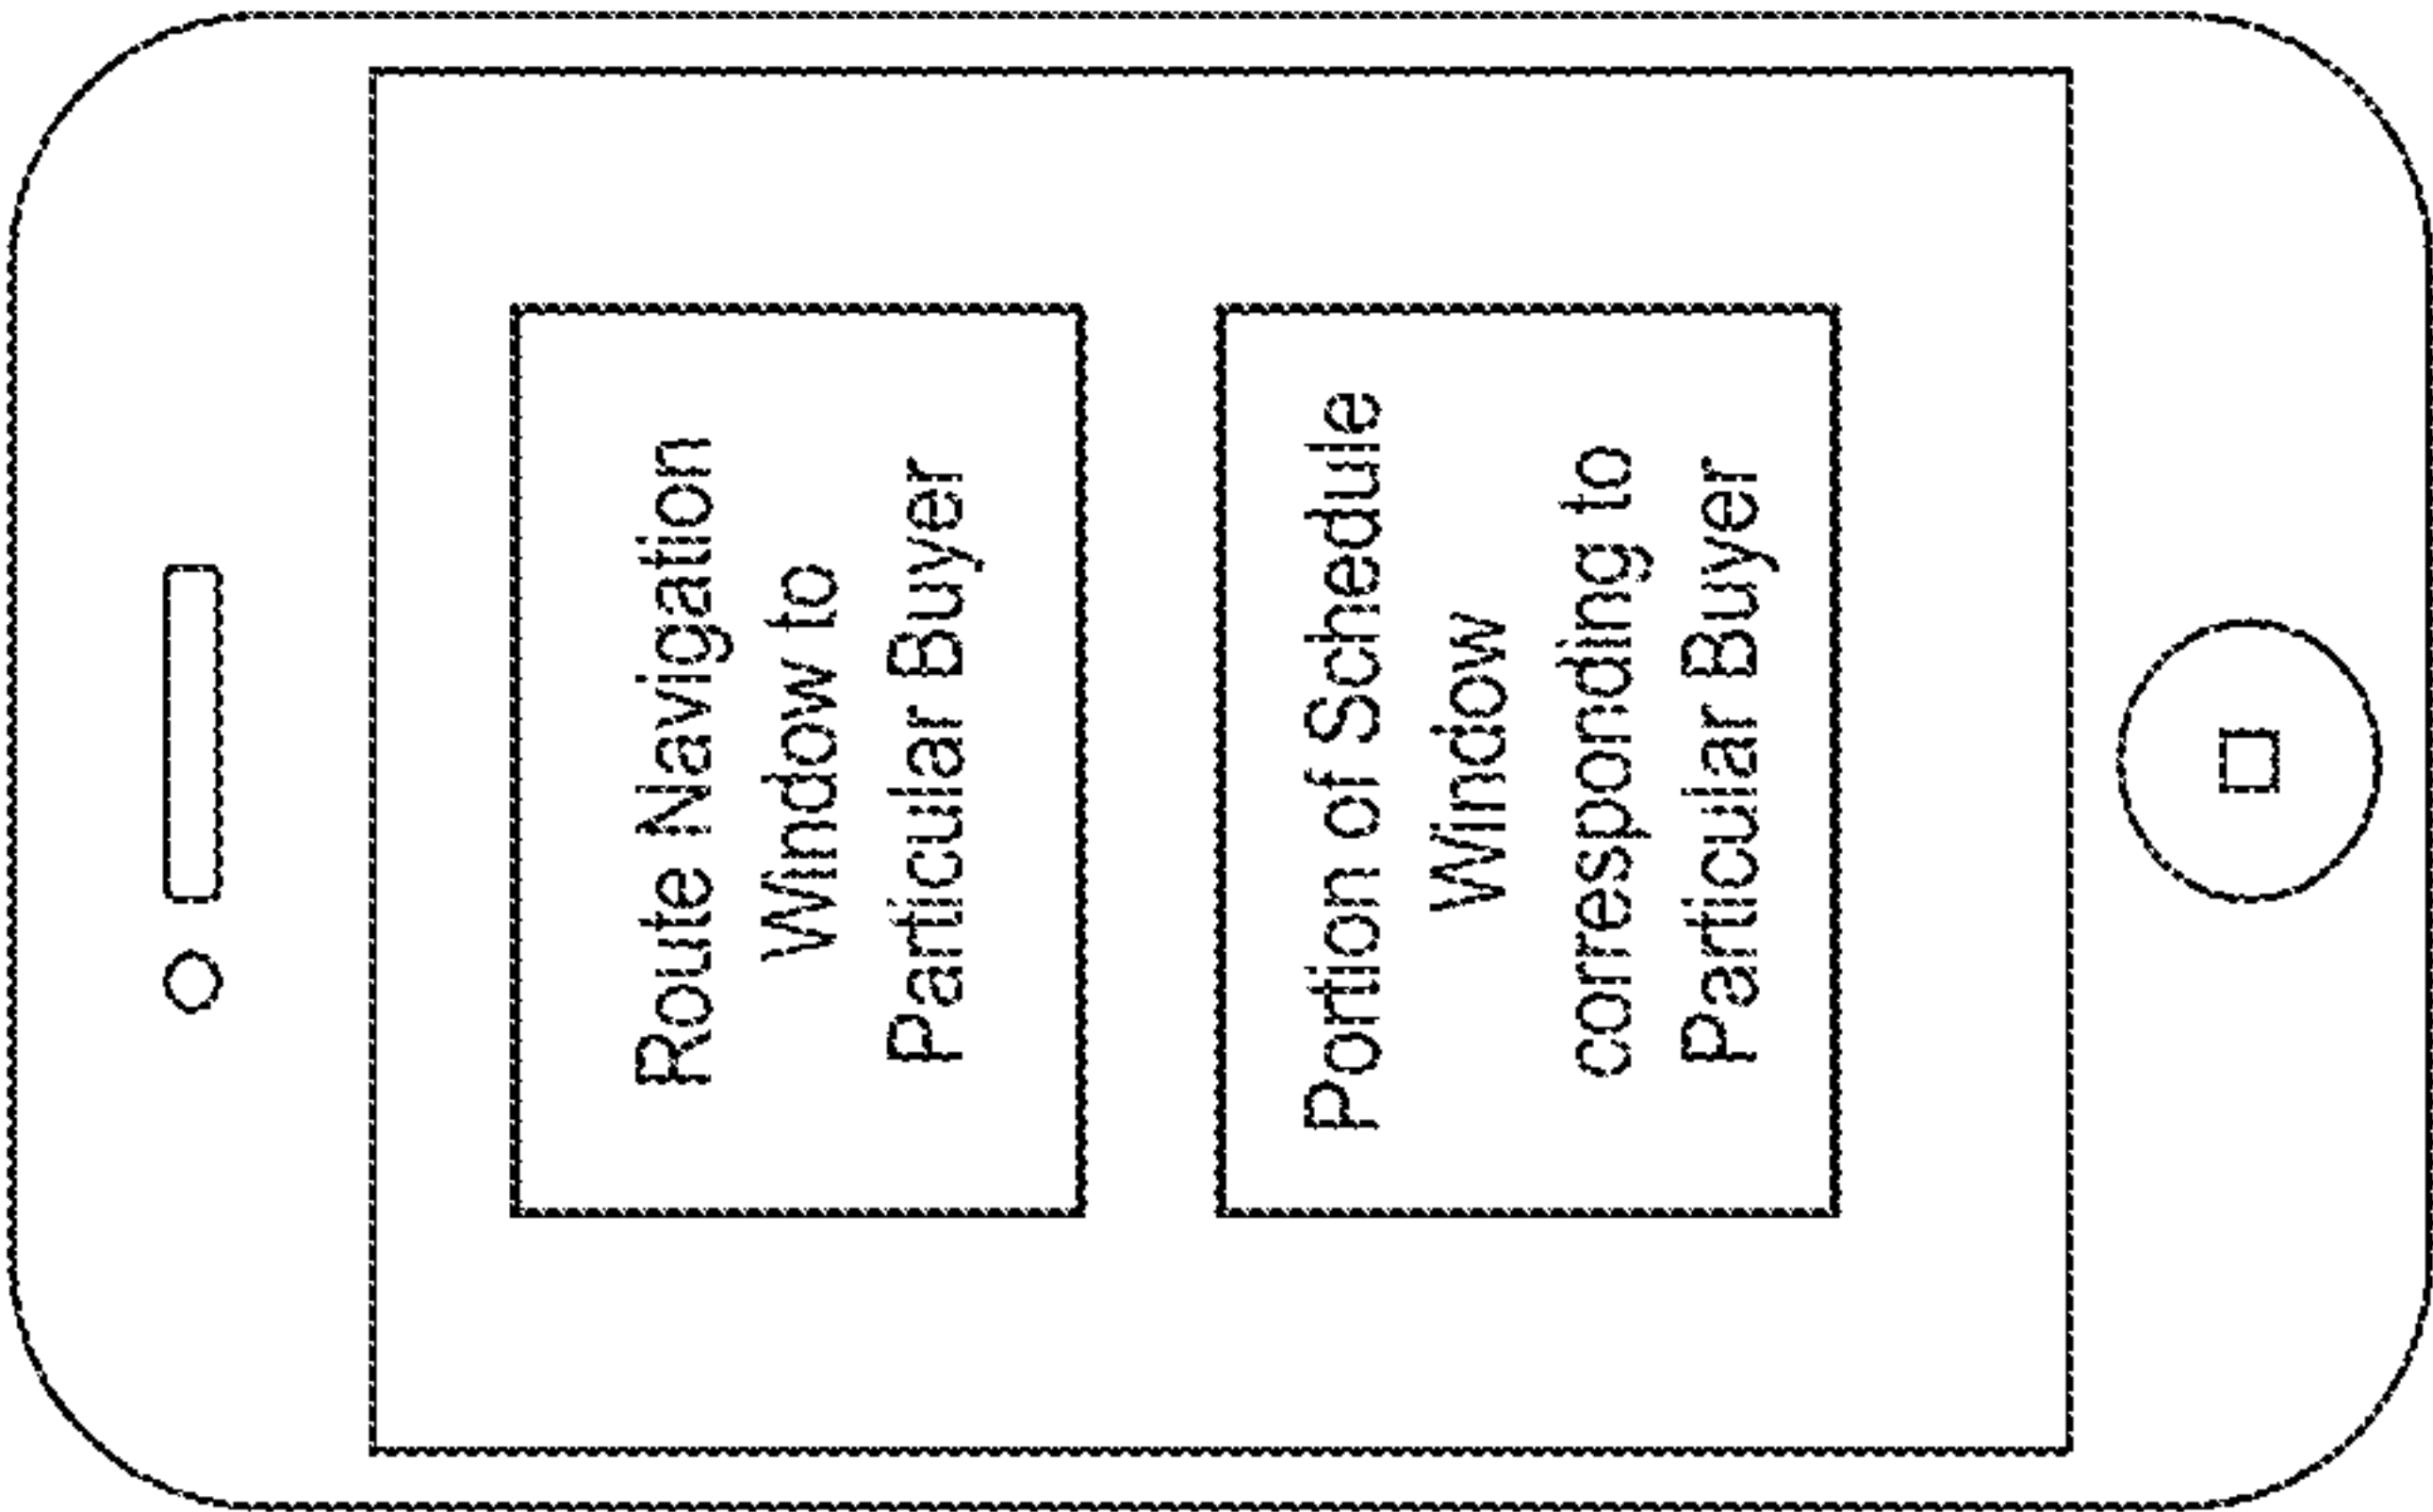 Route Navigation
Window to
Particular Buyer
Portion of Schedule
Window
corresponding to
Particular Buyer